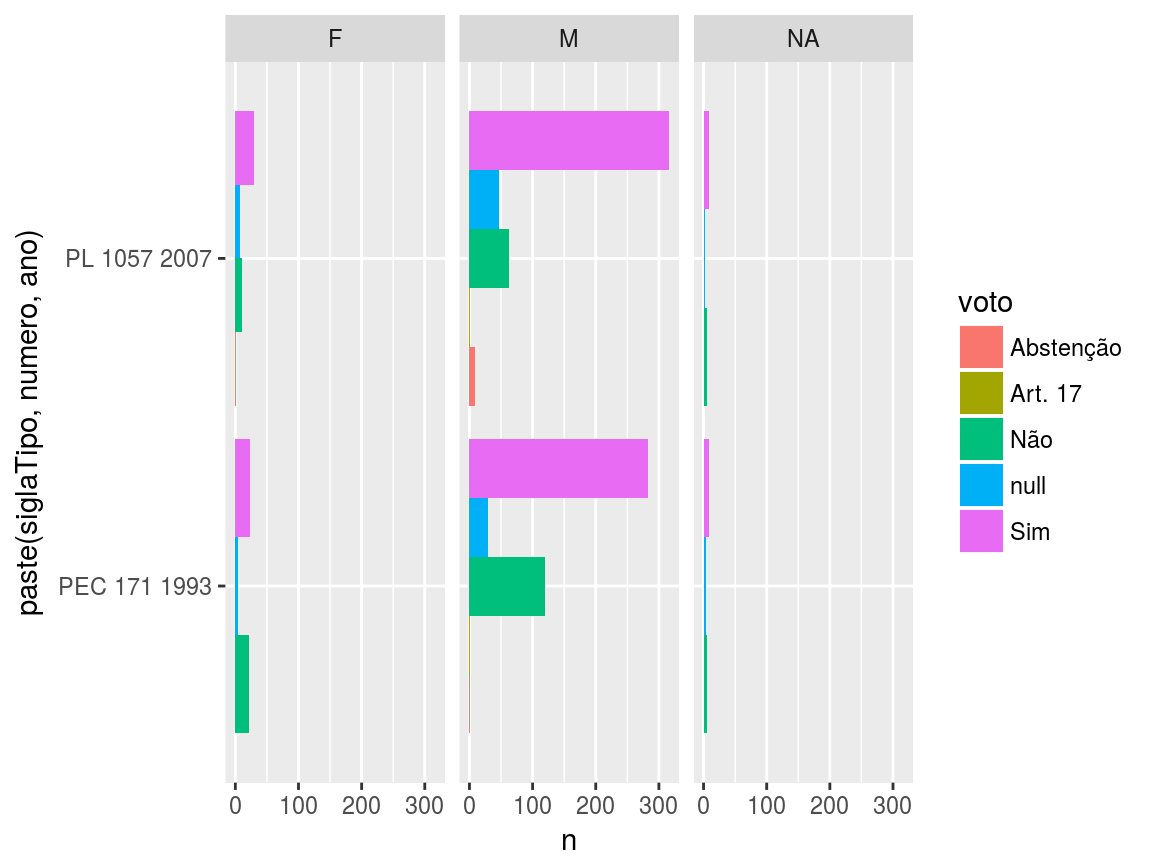 F
M
NA
paste(siglaTipo, numero, ano)
PL 1057 2007
PEC 171 1993
0 100 200 300
0 100 200 300
0 100 200 300
n
voto
Abstenção
Art. 17
Não
null
Sim